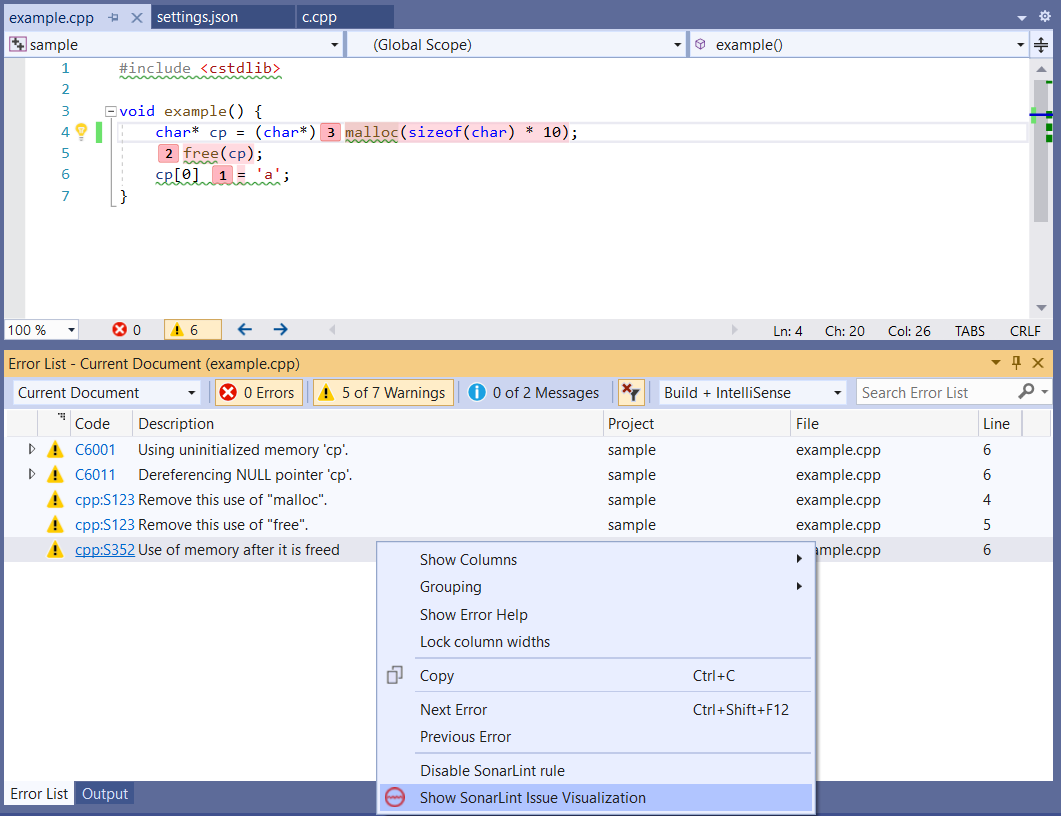 example.cpp settings.json c.cpp
sample (Global Scope) example()
1 #include <cstdlib>
2
3 void example() {
4 char* cp = (char*) 3 malloc(sizeof(char) * 10);
5 2 free(cp);
6 cp[0] 1 = 'a';
7 }
100 % 0 6 Ln: 4 Ch: 20 Col: 26 TABS CRLF
Error List - Current Document (example.cpp)
Current Document 0 Errors 5 of 7 Warnings 0 of 2 Messages Build + IntelliSense Search Error List
Code Description Project File Line
C6001 Using uninitialized memory 'cp'. sample example.cpp 6
C6011 Dereferencing NULL pointer 'cp'. sample example.cpp 6
cpp:S123 Remove this use of "malloc". sample example.cpp 4
cpp:S123 Remove this use of "free". sample example.cpp 5
cpp:S352 Use of memory after it is freed ample.cpp 6
Show Columns
Grouping
Show Error Help
Lock column widths
Copy Ctrl+C
Next Error Ctrl+Shift+F12
Previous Error
Disable SonarLint rule
Show SonarLint Issue Visualization
Error List Output